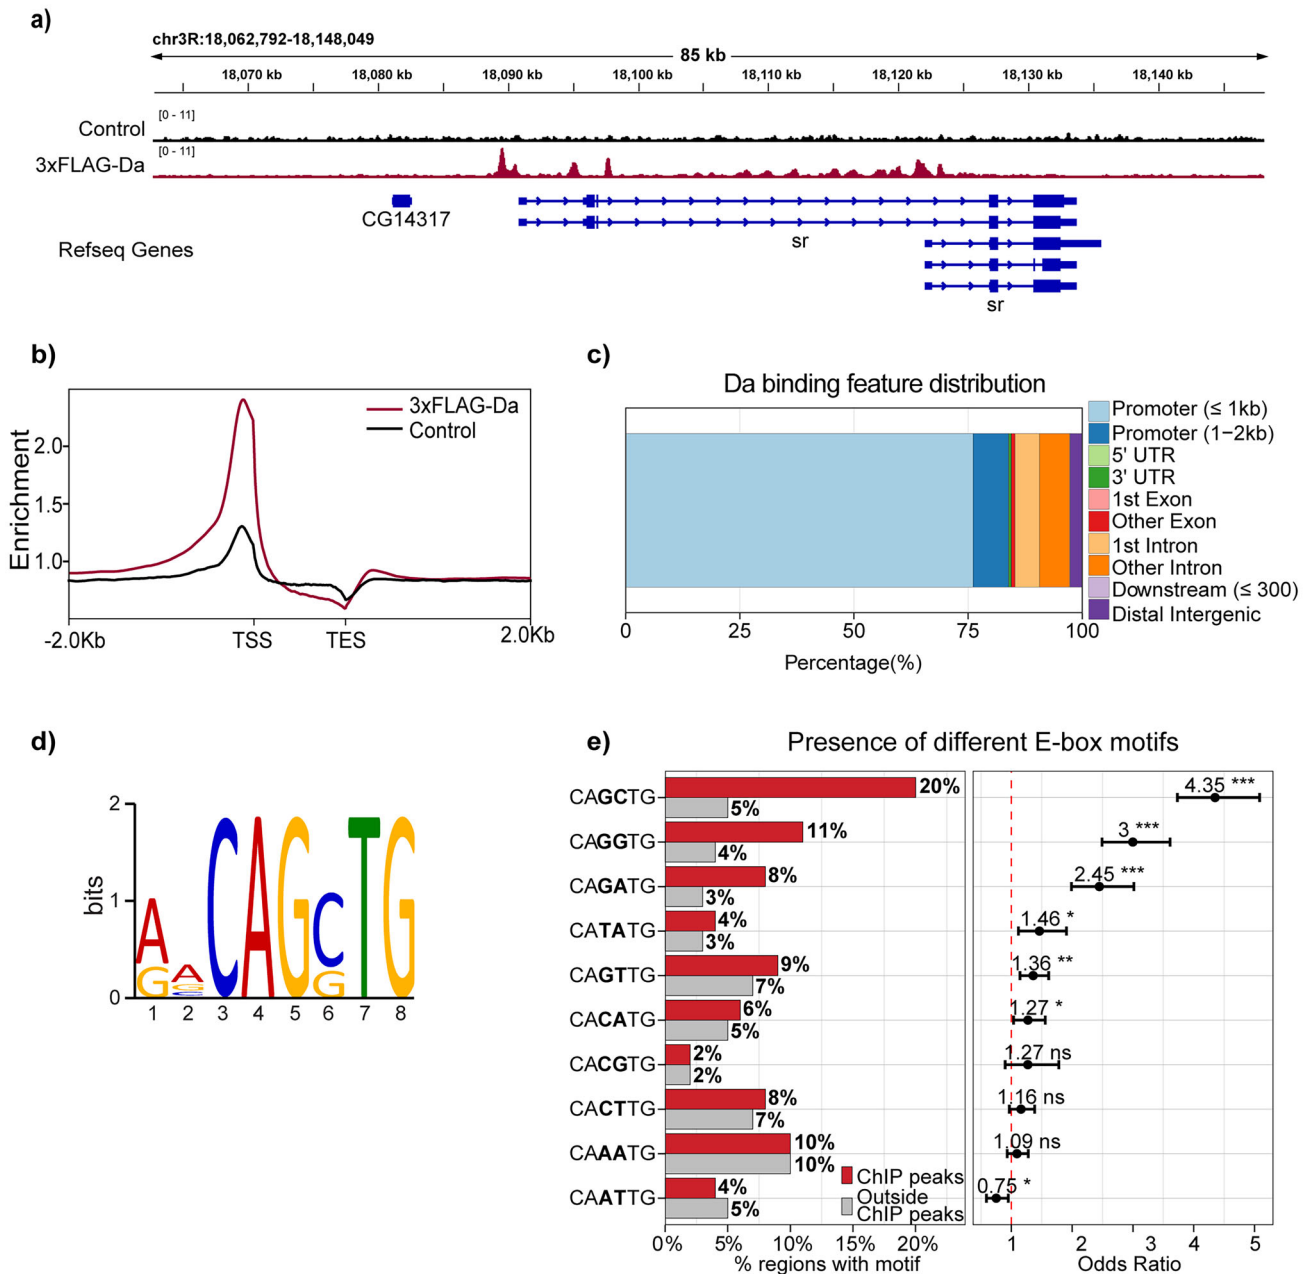 a)
chr3R:18,062,792-18,148,049
85 kb
18,070 kb 18,080 kb 18,090 kb 18,100 kb 18,110 kb 18,120 kb 18,130 kb 18,140 kb
[0 - 11]
Control
[0 - 11]
3xFLAG-Da
CG14317
Refseq Genes
sr
sr
b)
3xFLAG-Da
Control
Enrichment
2.0
1.5
1.0
-2.0Kb TSS TES 2.0Kb
c)
Da binding feature distribution
Promoter (≤ 1kb)
Promoter (1−2kb)
5' UTR
3' UTR
1st Exon
Other Exon
1st Intron
Other Intron
Downstream (≤ 300)
Distal Intergenic
0 25 50 75 100
Percentage(%)
d)
bits
2
1
0
A G A G C C A G C G T G
1 2 3 4 5 6 7 8
e)
Presence of different E-box motifs
CAGCTG 20% 5% 4.35 ***
CAGGTG 11% 4% 3 ***
CAGATG 8% 3% 2.45 ***
CATATG 4% 3% 1.46 *
CAGTTG 9% 7% 1.36 **
CACATG 6% 5% 1.27 *
CACGTG 2% 2% 1.27 ns
CACTTG 8% 7% 1.16 ns
CAAATG 10% 10% 1.09 ns
CAATTG 4% 5% 0.75 *
ChIP peaks
Outside
ChIP peaks
0% 5% 10% 15% 20%
% regions with motif
1 2 3 4 5
Odds Ratio